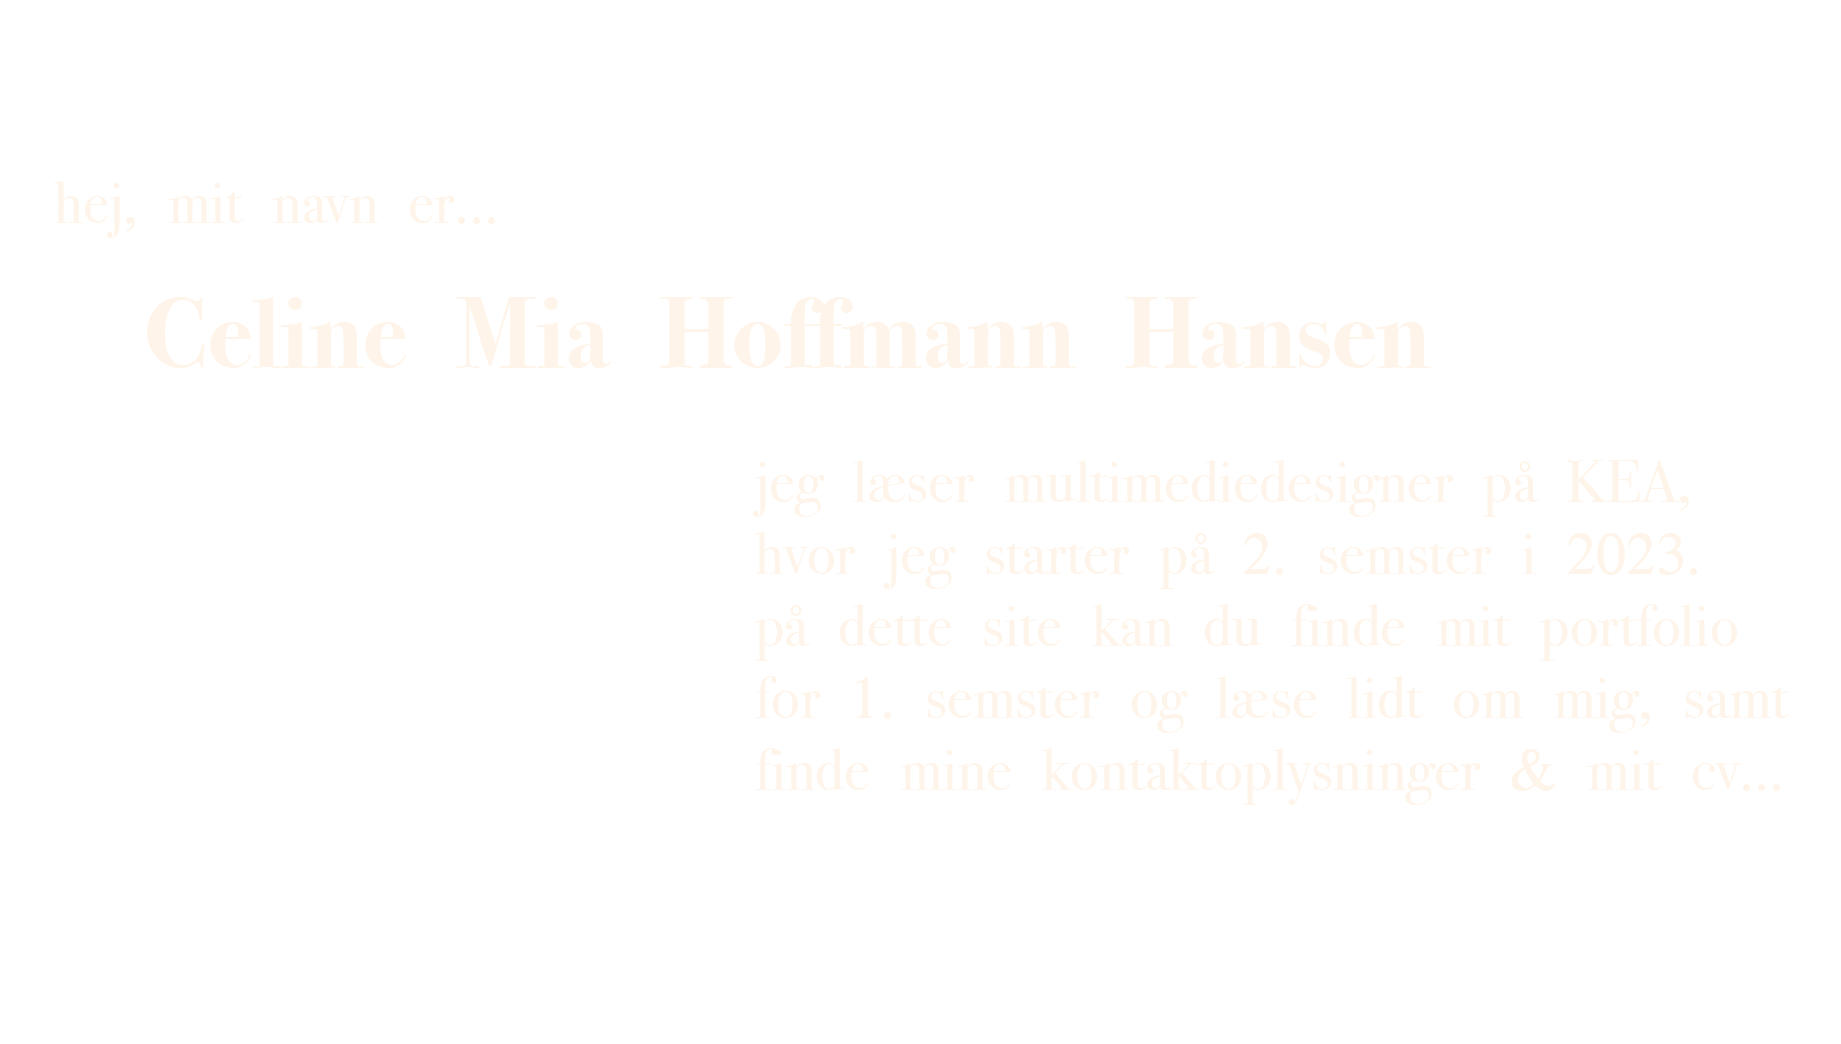 hej, mit navn er...
Celine Mia Hoffmann Hansen
jeg læser multimediedesigner på KEA,
hvor jeg starter på 2. semster i 2023.
på dette site kan du finde mit portfolio
for 1. semster og læse lidt om mig, samt
finde mine kontaktoplysninger & mit cv...